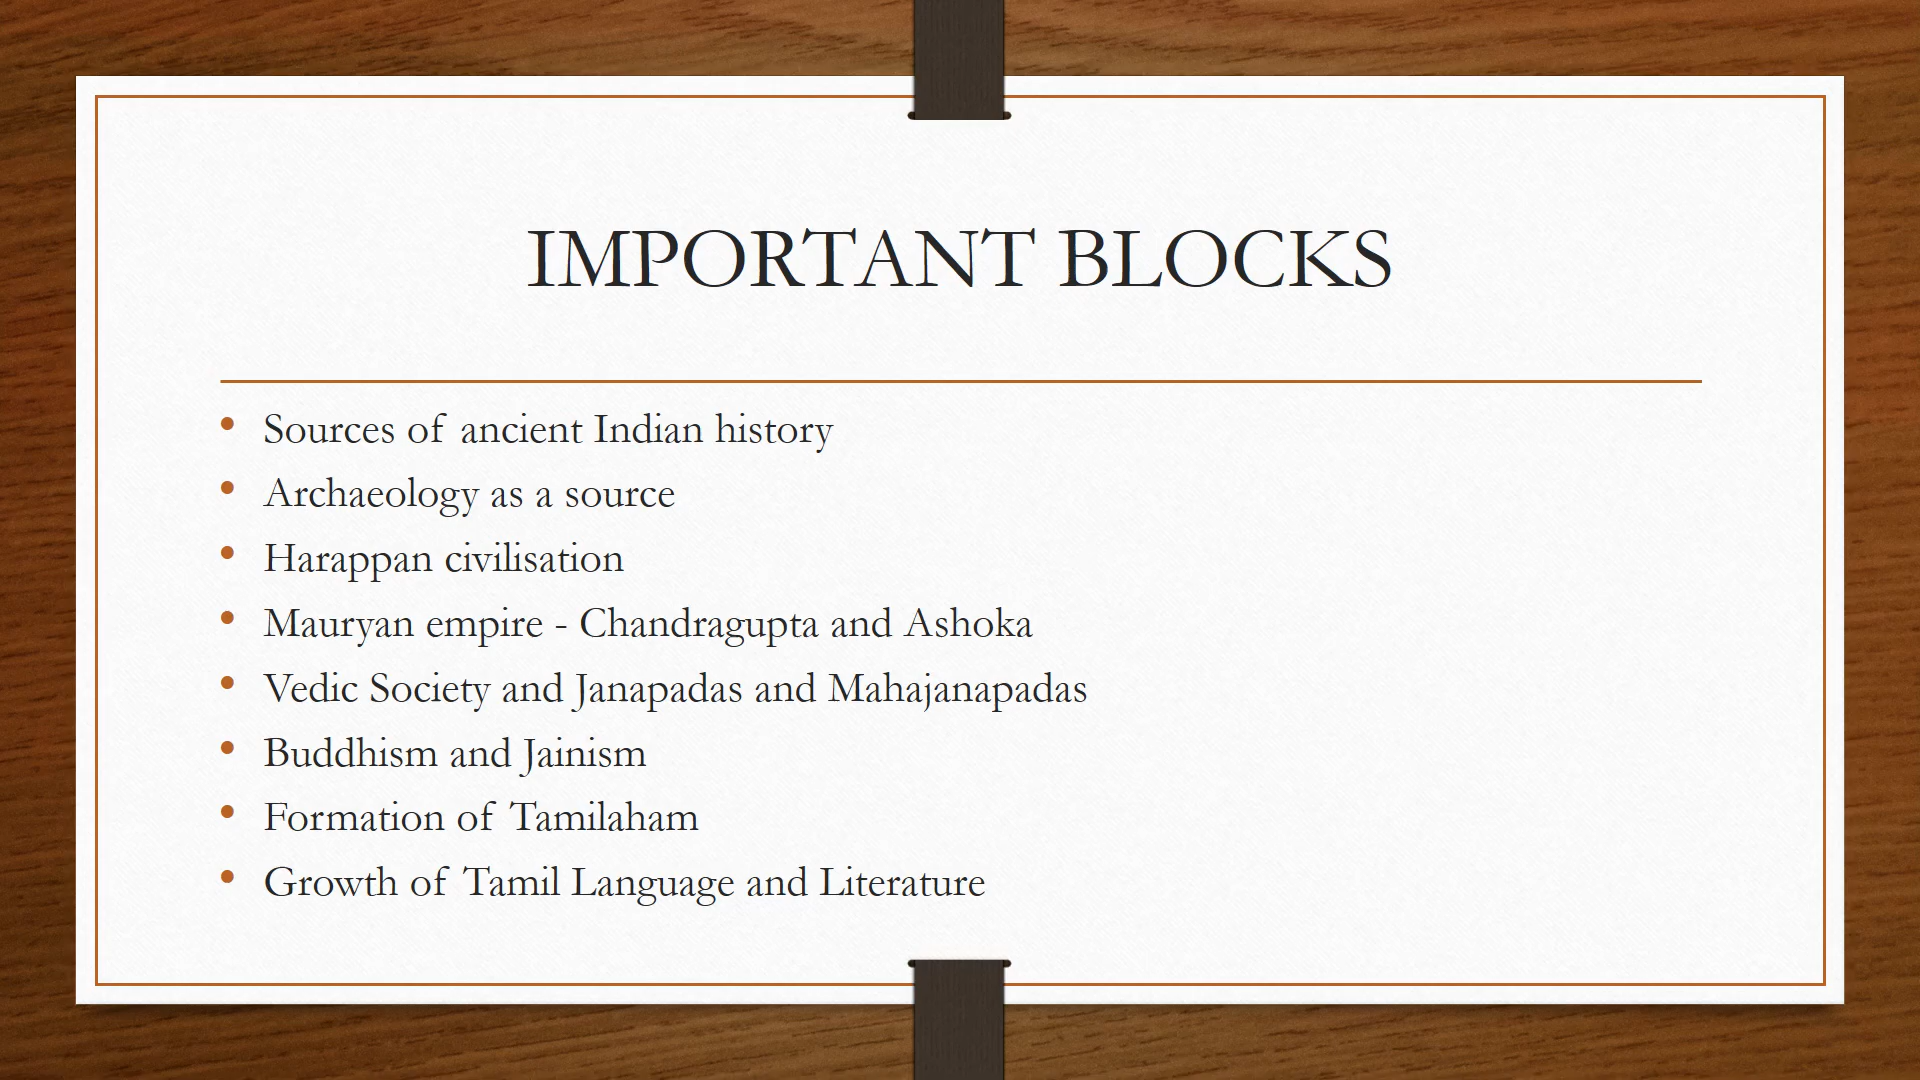 IMPORTANT BLOCKS
• Sources of ancient Indian history
• Archaeology as a source
• Harappan civilisation
• Mauryan empire - Chandragupta and Ashoka
• Vedic Society and Janapadas and Mahajanapadas
• Buddhism and Jainism
• Formation of Tamilaham
• Growth of Tamil Language and Literature